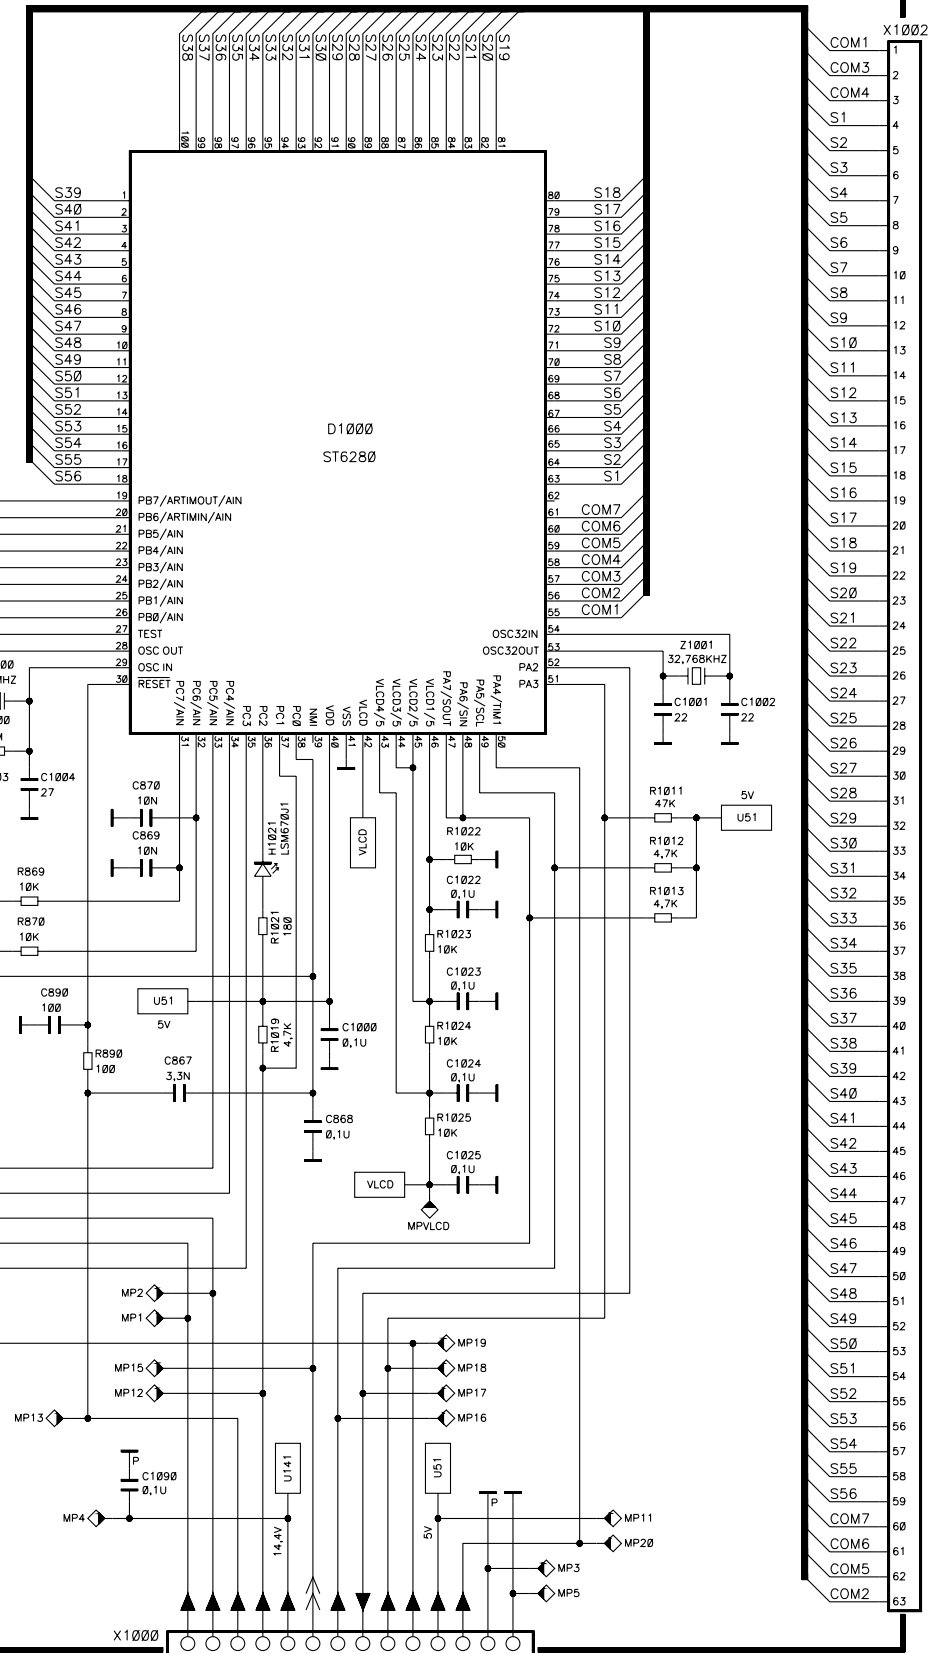 X1002
S38 S37 S36 S35 S34 S33 S32 S31 S30 S29 S28 S27 S26 S25 S24 S23 S22 S21 S20 S19
100 99 98 97 96 95 94 93 92 91 90 89 88 87 86 85 84 83 82 81
COM1 1
COM3 2
COM4 3
S1 4
S2 5
S3 6
S4 7
S5 8
S6 9
S7 10
S8 11
S9 12
S10 13
S11 14
S12 15
S13 16
S14 17
S15 18
S16 19
S17 20
S18 21
S19 22
S20 23
S21 24
S22 25
S23 26
S24 27
S25 28
S26 29
S27 30
S28 31
S29 32
S30 33
S31 34
S32 35
S33 36
S34 37
S35 38
S36 39
S37 40
S38 41
S39 42
S40 43
S41 44
S42 45
S43 46
S44 47
S45 48
S46 49
S47 50
S48 51
S49 52
S50 53
S51 54
S52 55
S53 56
S54 57
S55 58
S56 59
COM7 60
COM6 61
COM5 62
COM2 63
S39 1
S40 2
S41 3
S42 4
S43 5
S44 6
S45 7
S46 8
S47 9
S48 10
S49 11
S50 12
S51 13
S52 14
S53 15
S54 16
S55 17
S56 18
19 PB7/ARTIMOUT/AIN
20 PB6/ARTIMIN/AIN
21 PB5/AIN
22 PB4/AIN
23 PB3/AIN
24 PB2/AIN
25 PB1/AIN
26 PB0/AIN
27 TEST
28 OSC OUT
29 OSC IN
30 RESET
D1000
ST6280
80 S18
79 S17
78 S16
77 S15
76 S14
75 S13
74 S12
73 S11
72 S10
71 S9
70 S8
69 S7
68 S6
67 S5
66 S4
65 S3
64 S2
63 S1
62
61 COM7
60 COM6
59 COM5
58 COM4
57 COM3
56 COM2
55 COM1
OSC32IN 54
OSC32OUT 53
PA2 52
PA3 51
PC7/AIN 31
PC6/AIN 32
PC5/AIN 33
PC4/AIN 34
PC3 35
PC2 36
PC1 37
PC0 38
NMI 39
VDD 40
VSS 41
VLCD 42
VLCD4/5 43
VLCD3/5 44
VLCD2/5 45
VLCD1/5 46
PA7/SOUT 47
PA6/SIN 48
PA5/SCL 49
PA4/TIM1 50
Z1001
32,768KHZ
C1001
22
C1002
22
00
MHZ
00
M
03
C1004
27
C870
10N
C869
10N
R869
10K
R870
10K
H1021
LSM670J1
R1021
180
VLCD
R1022
10K
C1022
0,1U
R1023
10K
C1023
0,1U
R1024
10K
C1024
0,1U
R1025
10K
C1025
0,1U
VLCD
MPVLCD
R1011
47K
R1012
4,7K
R1013
4,7K
5V
U51
C890
100
U51
5V
R1019
4,7K
C1000
0,1U
R890
100
C867
3,3N
C868
0,1U
MP2
MP1
MP19
MP15
MP18
MP12
MP17
MP13
MP16
P
C1090
0,1U
U141
U51
P
MP4
14,4V
5V
MP11
MP20
MP3
MP5
X1000